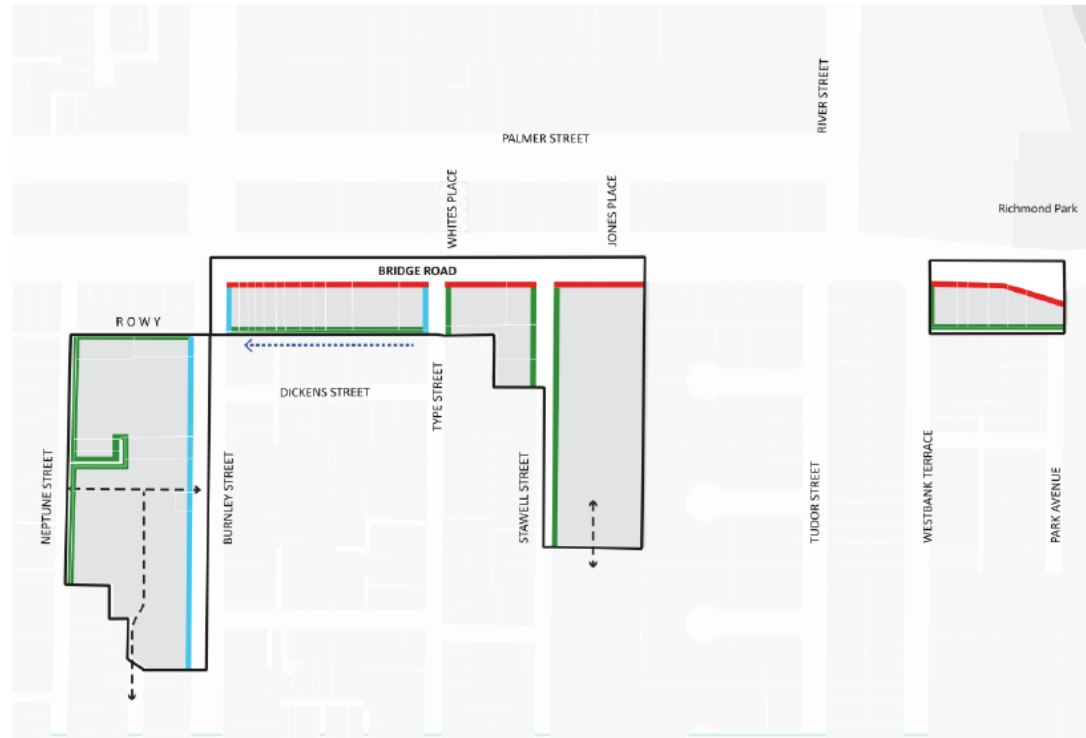 RIVER STREET
PALMER STREET
WHITES PLACE
JONES PLACE
Richmond Park
BRIDGE ROAD
R O W Y
DICKENS STREET
TYPE STREET
NEPTUNE STREET
BURNLEY STREET
STAWELL STREET
TUDOR STREET
WESTBANK TERRACE
PARK AVENUE